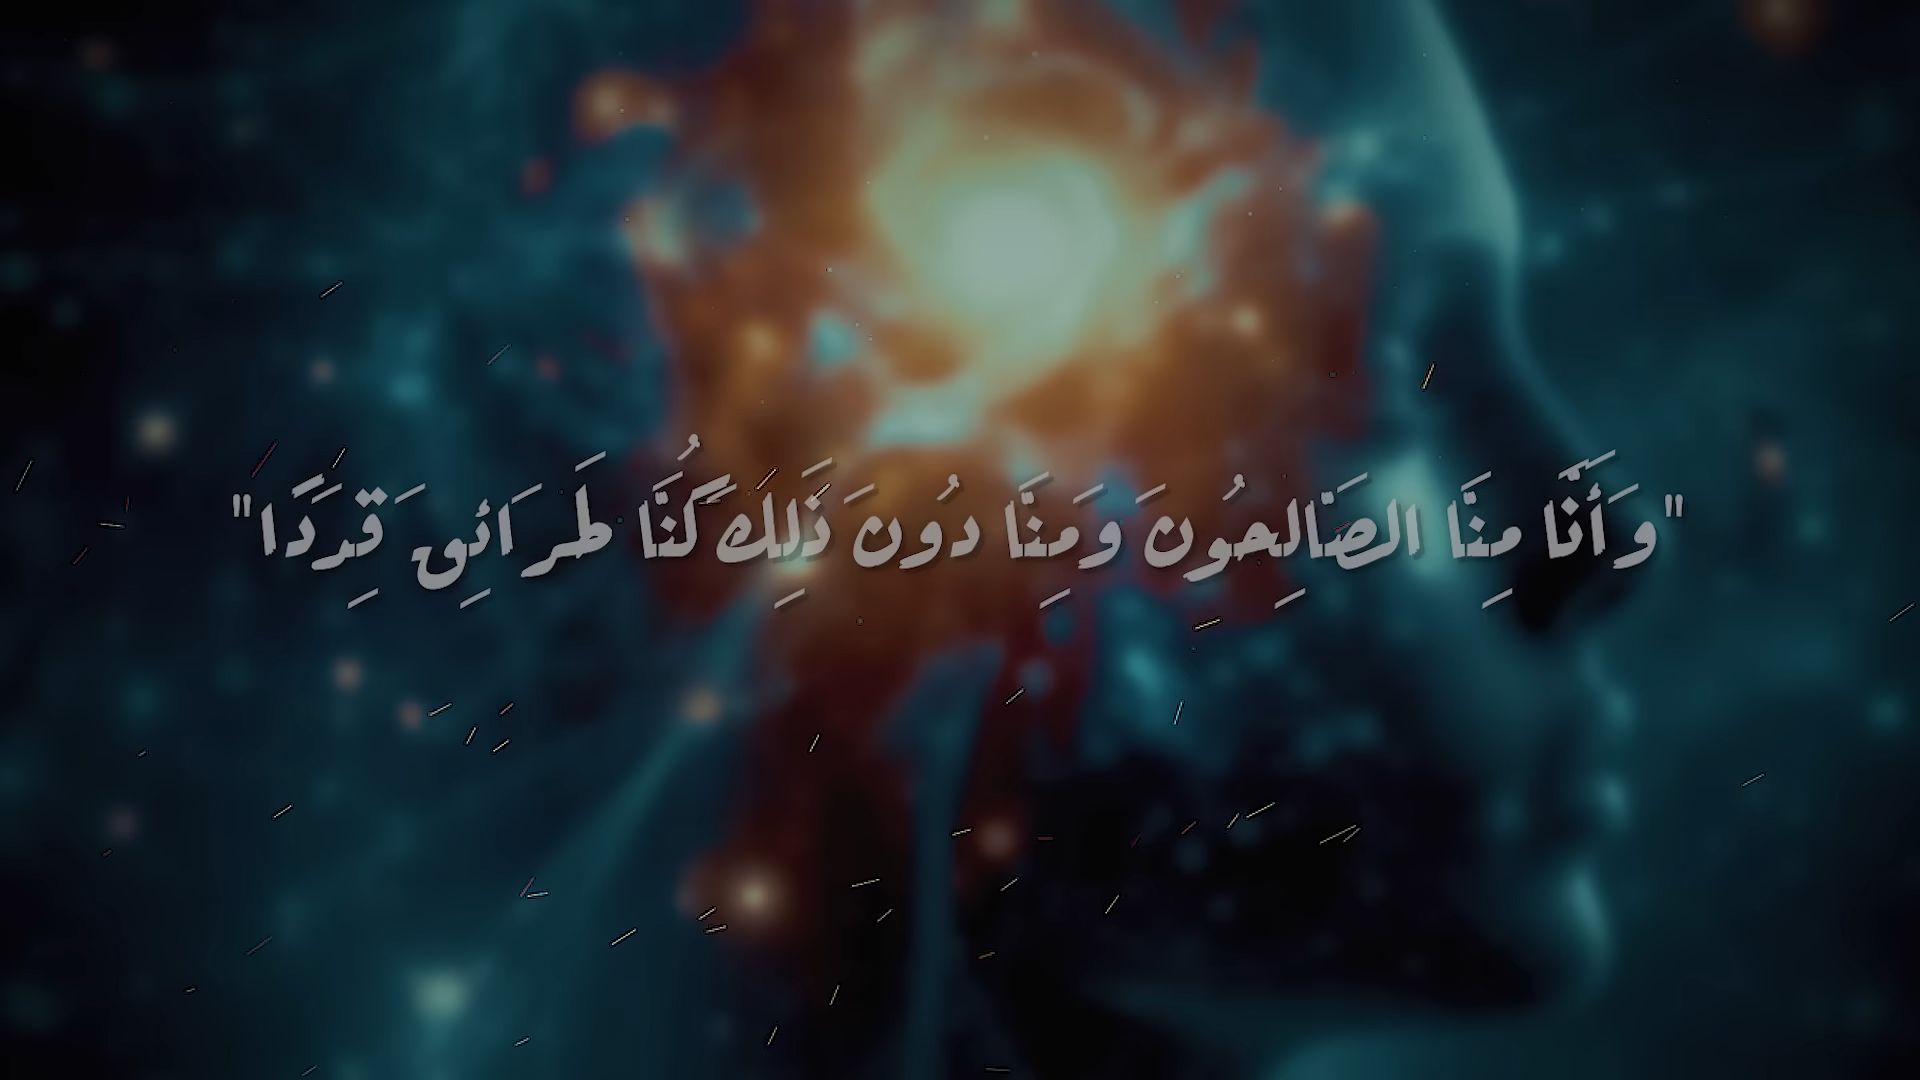 "وَأَنَّا مِنَّا الصَّالِحُونَ وَمِنَّا دُونَ ذَلِكَ كُنَّا طَرَائِقَ قِدَدًا"